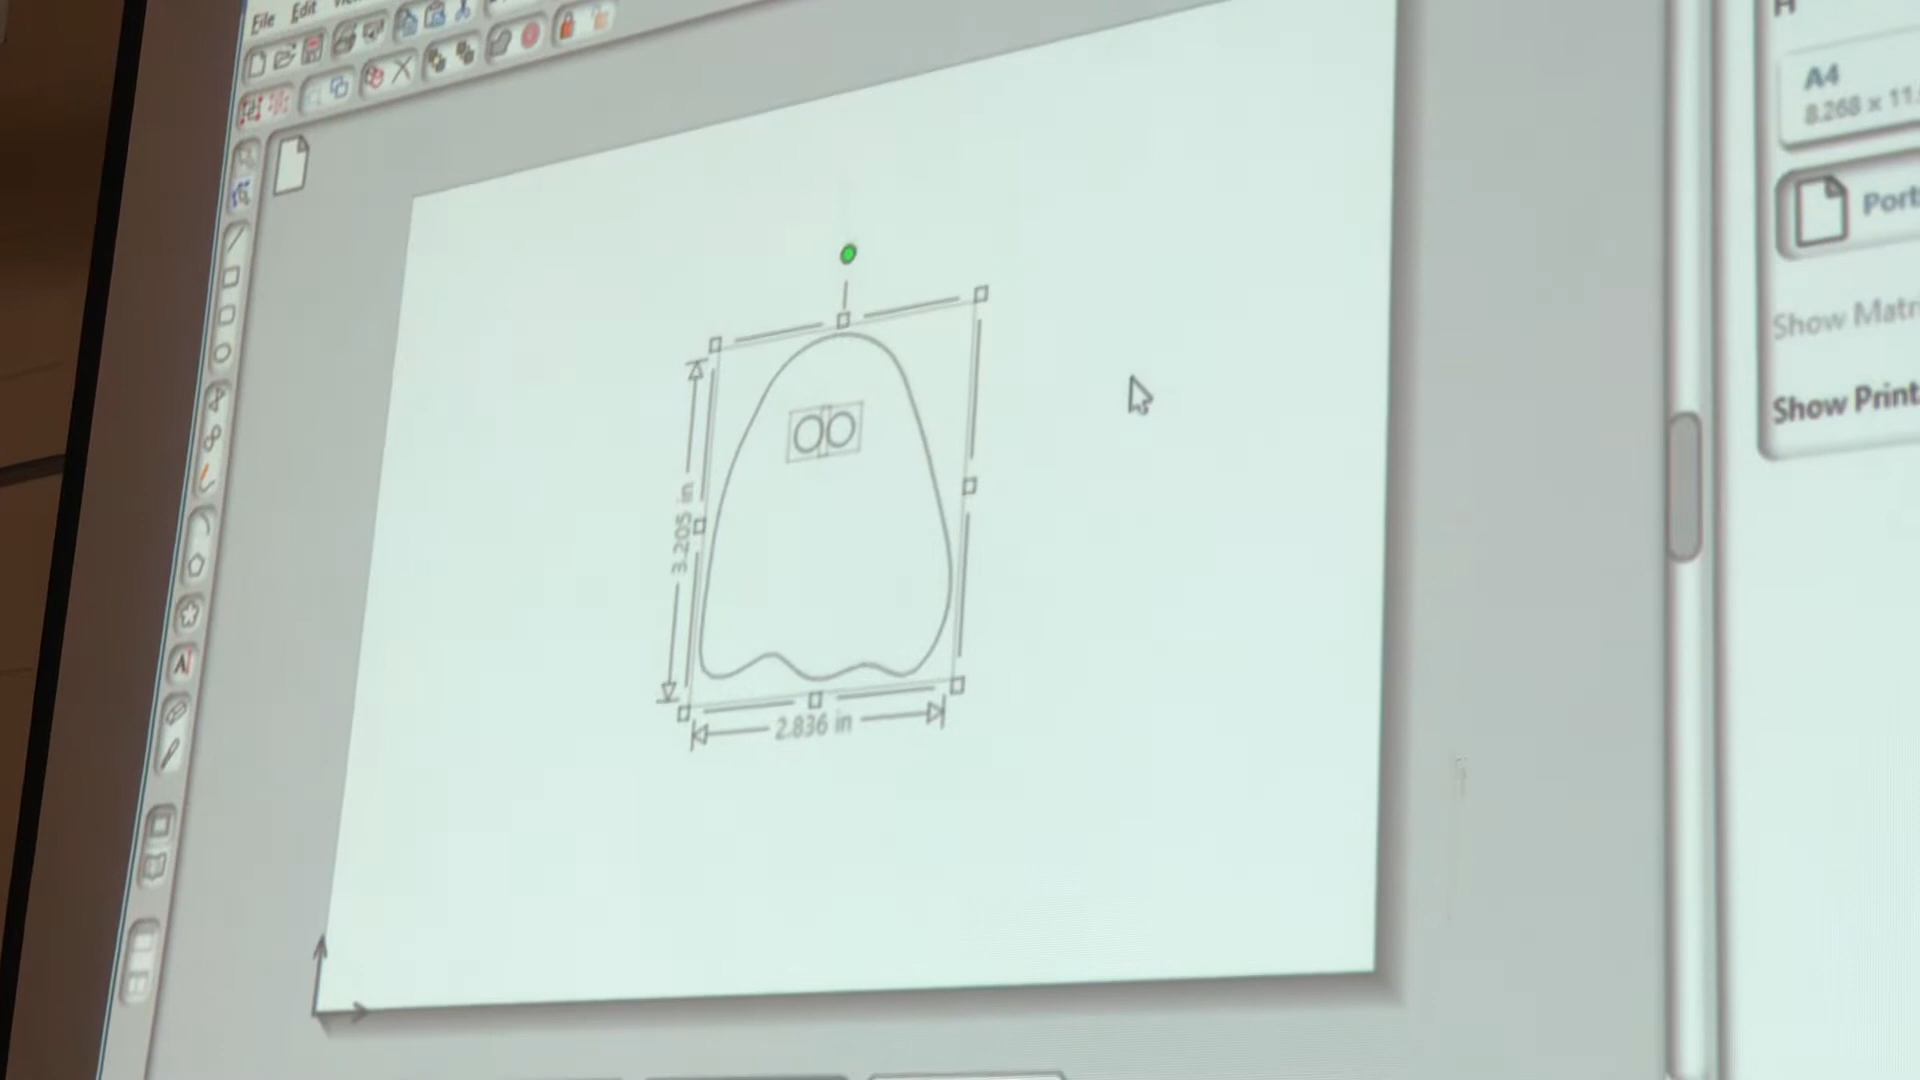 File Edit
A4
8.268 x 11.
Port
Show Matr
Show Print
3.205 in
2.836 in